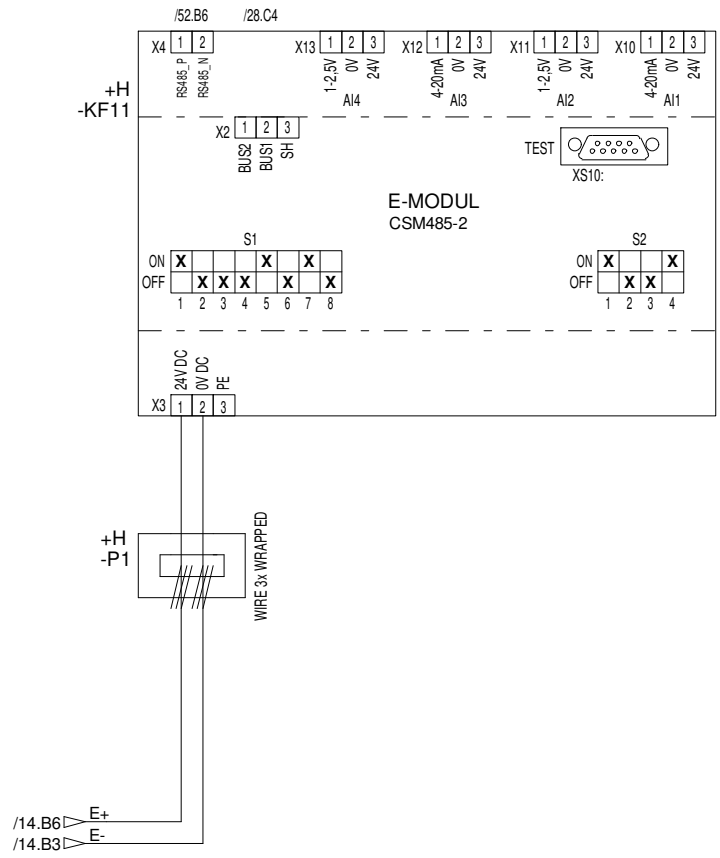 /52.B6 /28.C4
X4 1 2 X13 1 2 3 X12 1 2 3 X11 1 2 3 X10 1 2 3
RS485_P RS485_N 1-2,5V 0V 24V 4-20mA 0V 24V 1-2,5V 0V 24V 4-20mA 0V 24V
AI4 AI3 AI2 AI1
+H
-KF11
X2 1 2 3
BUS2 BUS1 SH
TEST
XS10:
E-MODUL
CSM485-2
S1 S2
ON X X X ON X X
OFF X X X X X OFF X X
1 2 3 4 5 6 7 8 1 2 3 4
24V DC 0V DC PE
X3 1 2 3
+H
-P1
WIRE 3x WRAPPED
/14.B6 E+
/14.B3 E-